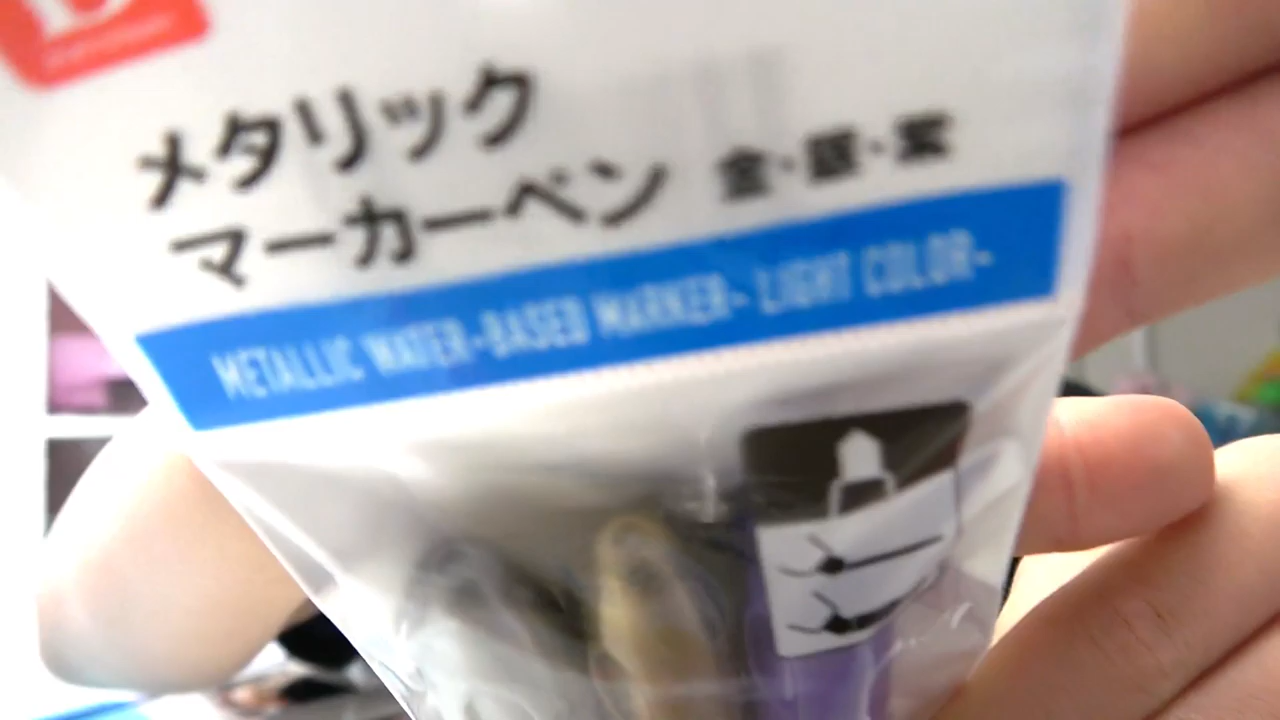 メタリック
マーカーペン 金・銀・紫
METALLIC WATER-BASED MARKER- LIGHT COLOR-